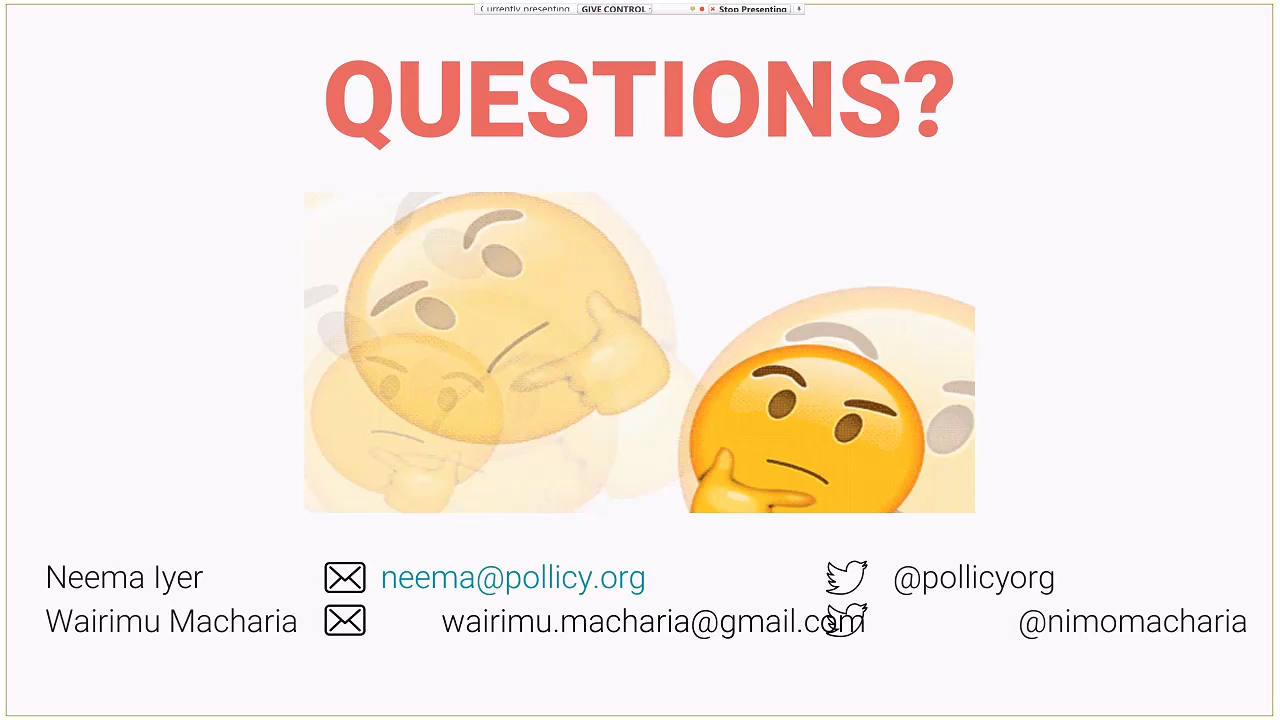 Currently presenting GIVE CONTROL Stop Presenting
QUESTIONS?
Neema Iyer neema@pollicy.org @pollicyorg
Wairimu Macharia wairimu.macharia@gmail.com @nimomacharia